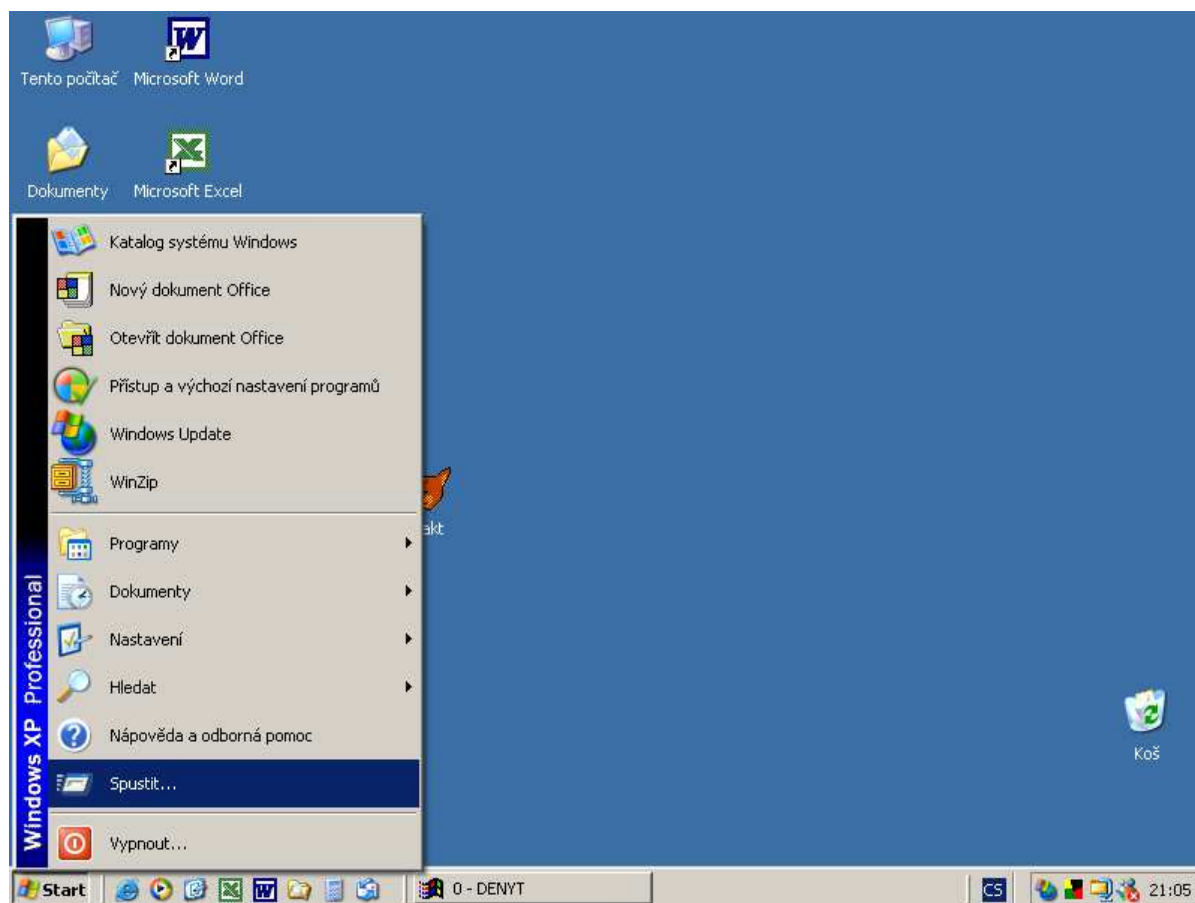 Tento počítač
Microsoft Word
Dokumenty
Microsoft Excel
Katalog systému Windows
Nový dokument Office
Otevřít dokument Office
Přístup a výchozí nastavení programů
Windows Update
WinZip
akt
Programy
Dokumenty
Nastavení
Hledat
Nápověda a odborná pomoc
Spustit...
Vypnout...
Windows XP Professional
Koš
Start
0 - DENYT
CS
21:05